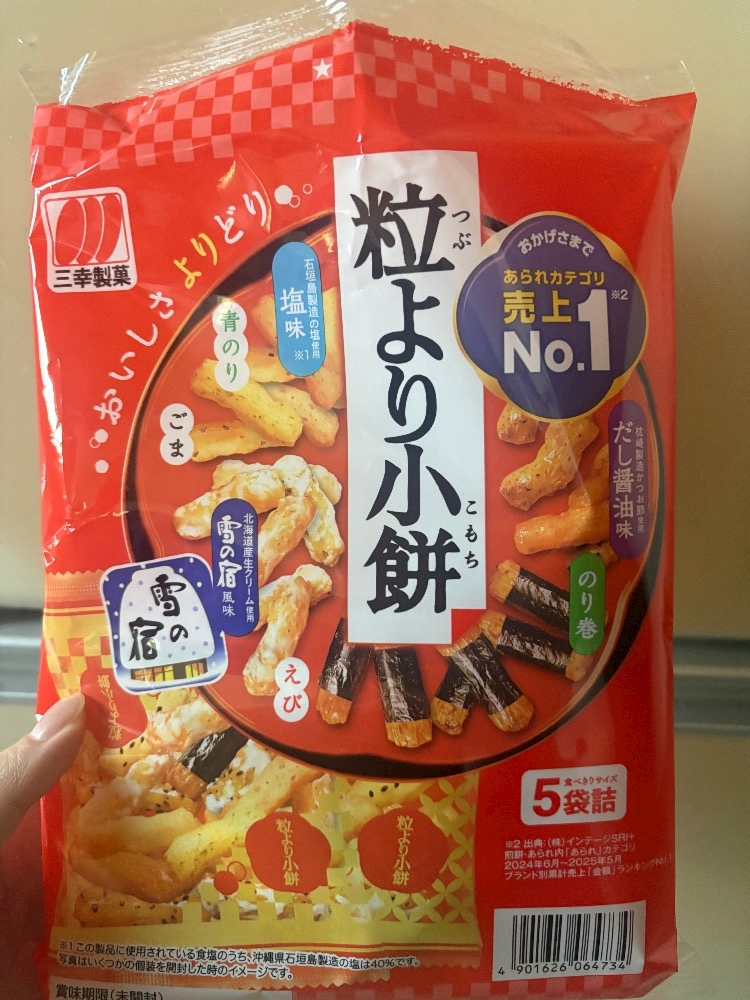 三幸製菓
おいしさよりどり
粒より小餅
つぶ
こもち
おかげさまで
あられカテゴリ
売上
No.1
※2
石垣島製造の塩使用
塩味
※1
青のり
ごま
北海道産生クリーム使用
雪の宿
風味
雪の宿
えび
枕崎製造かつお節使用
だし醤油味
のり巻
食べきりサイズ
5袋詰
粒より小餅
粒より小餅
粒より小餅
※2 出典:(株)インテージSRI+
煎餅・あられ内「あられ」カテゴリ
2024年6月~2025年5月
ブランド別累計売上「金額」ランキングNo.1
※1 この製品に使用されている食塩のうち、沖縄県石垣島製造の塩は40%です。
写真はいくつかの個装を開封した時のイメージです。
4 901626 064734
賞味期限(未開封)